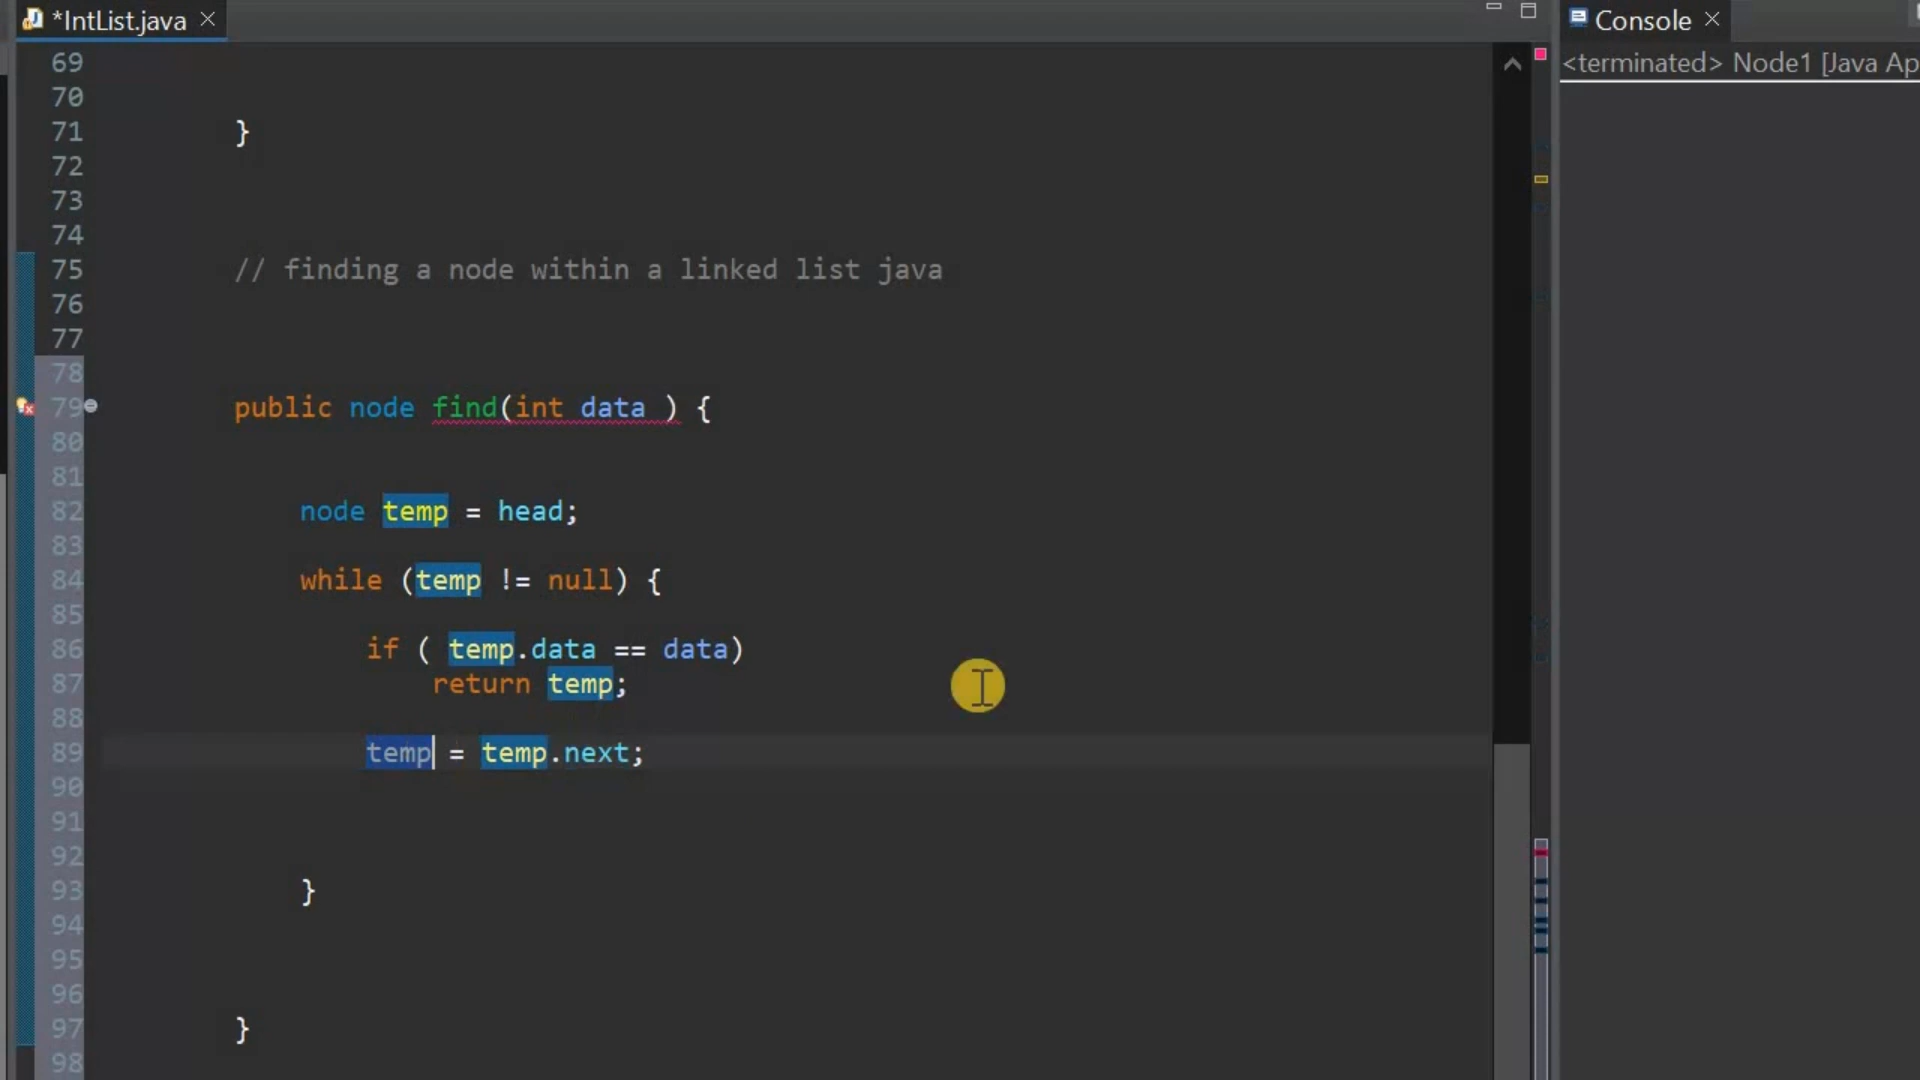 *IntList.java
Console
<terminated> Node1 [Java Ap
69
70
71 }
72
73
74
75 // finding a node within a linked list java
76
77
78
79 public node find(int data ) {
80
81
82 node temp = head;
83
84 while (temp != null) {
85
86 if ( temp.data == data)
87 return temp;
88
89 temp = temp.next;
90
91
92
93 }
94
95
96
97 }
98